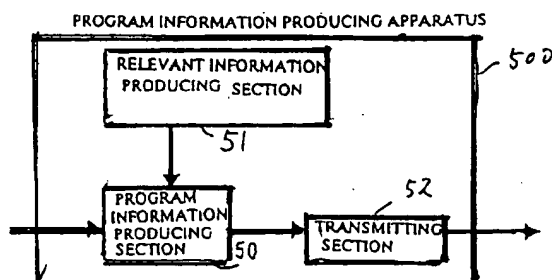 PROGRAM INFORMATION PRODUCING APPARATUS
500
RELEVANT INFORMATION
PRODUCING SECTION
51
PROGRAM
INFORMATION
PRODUCING
SECTION
50
52
TRANSMITTING
SECTION